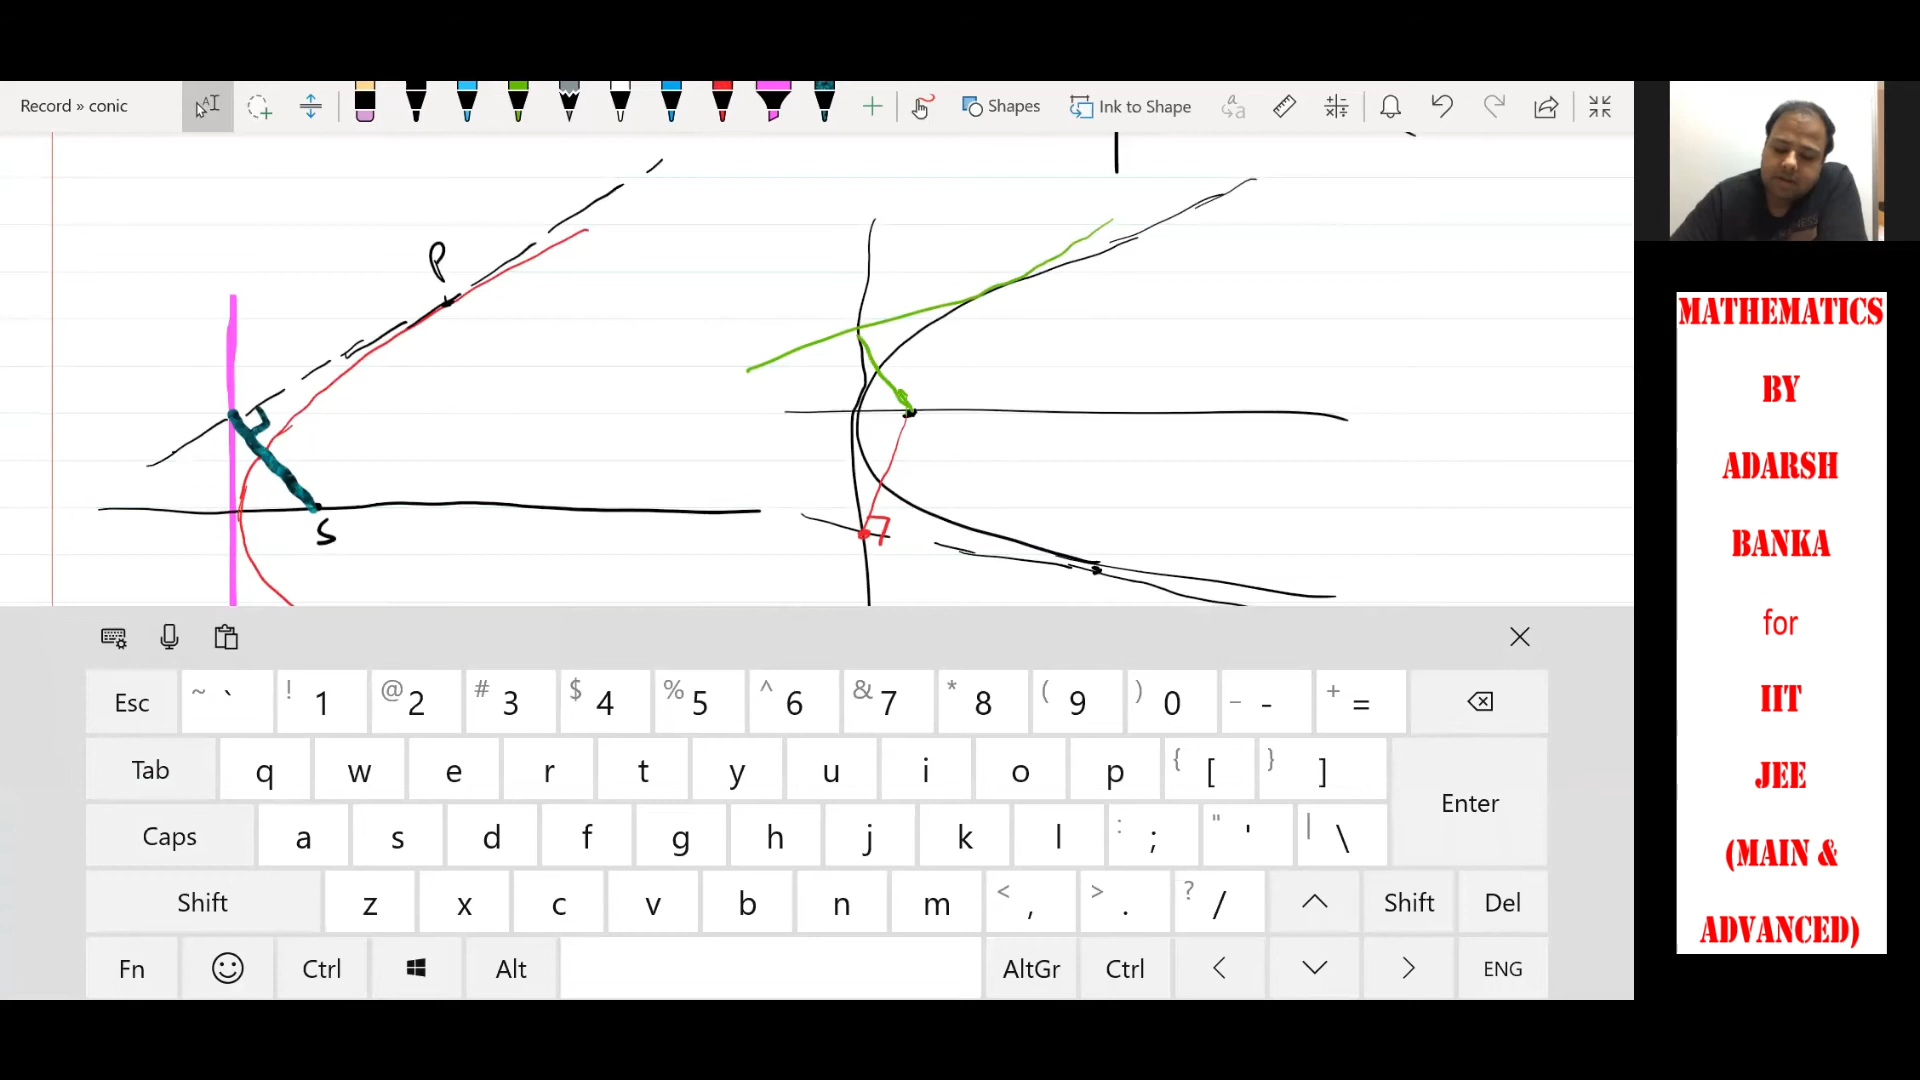 Record » conic
Shapes
Ink to Shape
P
S
MATHEMATICS
BY
ADARSH
BANKA
for
IIT
JEE
(MAIN &
ADVANCED)
Esc ~ ` ! 1 @ 2 # 3 $ 4 % 5 ^ 6 & 7 * 8 ( 9 ) 0 _ - + =
Tab q w e r t y u i o p { [ } ]
Enter
Caps a s d f g h j k l : ; " ' | \
Shift z x c v b n m < , > . ? / Shift Del
Fn Ctrl Alt AltGr Ctrl ENG